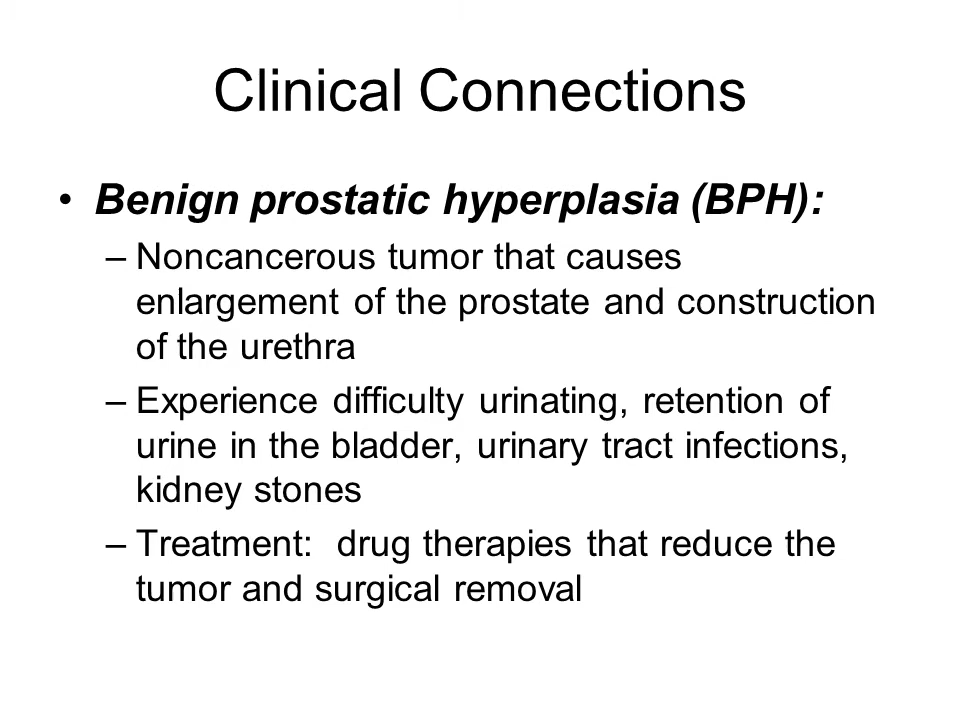 Clinical Connections
• Benign prostatic hyperplasia (BPH):
– Noncancerous tumor that causes
enlargement of the prostate and construction
of the urethra
– Experience difficulty urinating, retention of
urine in the bladder, urinary tract infections,
kidney stones
– Treatment:  drug therapies that reduce the
tumor and surgical removal